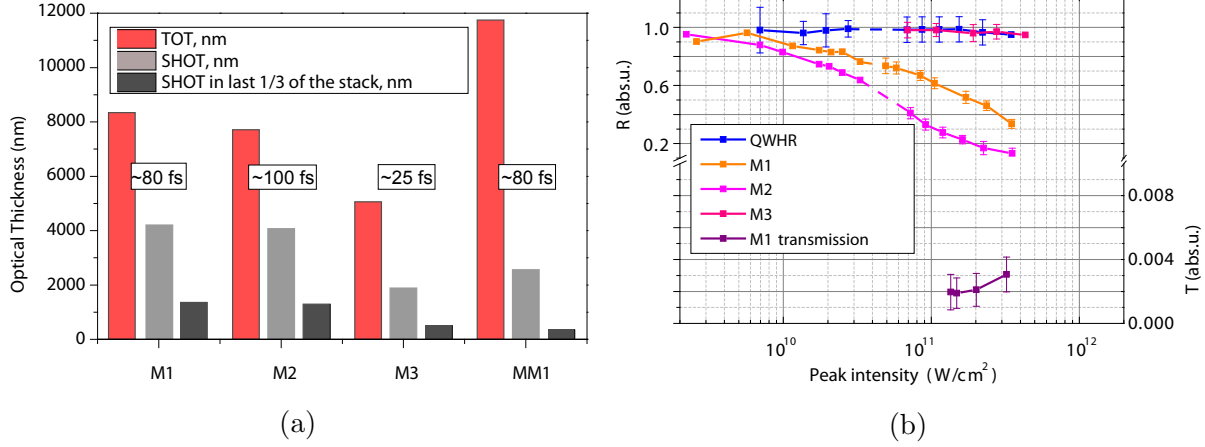 12000
10000
8000
6000
4000
2000
0
Optical Thickness (nm)
TOT, nm
SHOT, nm
SHOT in last 1/3 of the stack, nm
~80 fs
~100 fs
~25 fs
~80 fs
M1
M2
M3
MM1
(a)
1.0
0.6
0.2
R (abs.u.)
QWHR
M1
M2
M3
M1 transmission
0.008
0.004
0.000
T (abs.u.)
10^10
10^11
10^12
Peak intensity (W/cm^2)
(b)